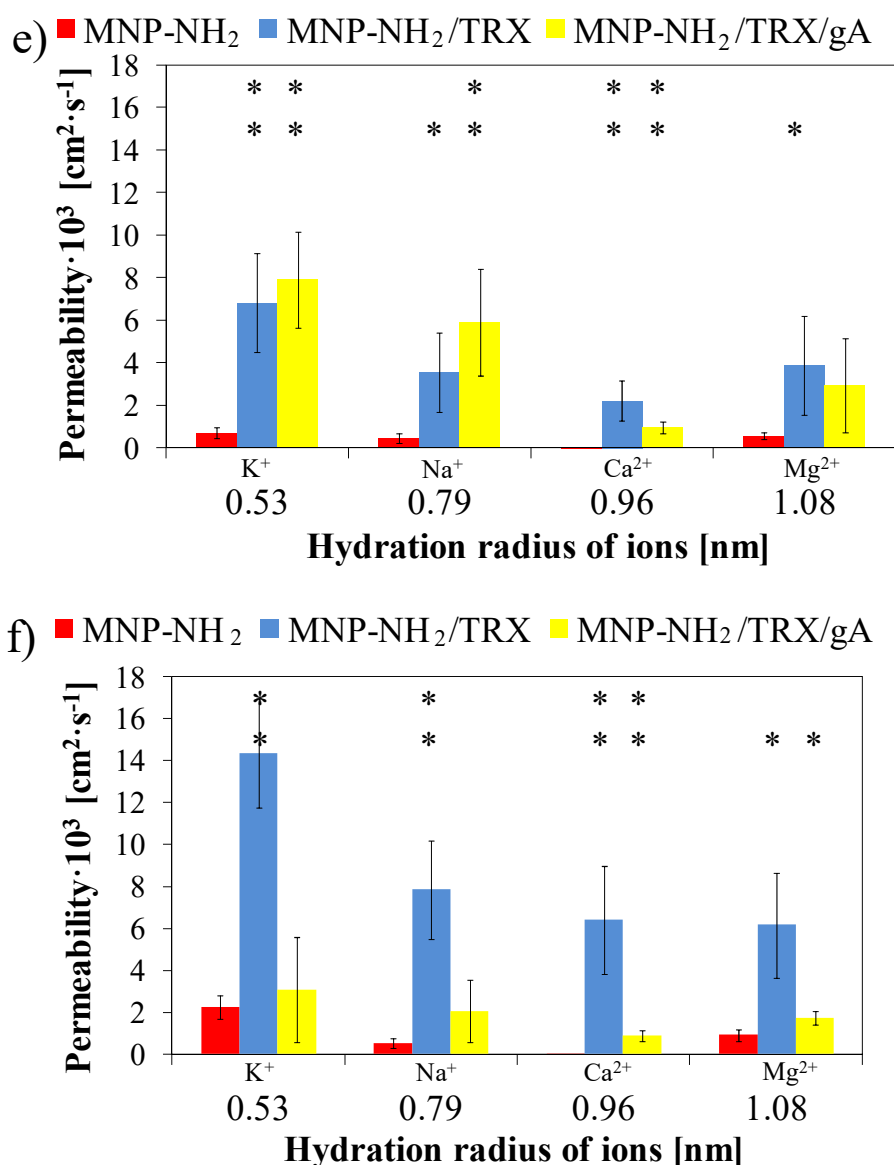 e) MNP-NH₂ MNP-NH₂/TRX MNP-NH₂/TRX/gA
Permeability·10³ [cm²·s⁻¹]
18
16
14
12
10
8
6
4
2
0
* * * * *
* * * * * * *
K⁺ Na⁺ Ca²⁺ Mg²⁺
0.53 0.79 0.96 1.08
Hydration radius of ions [nm]
f) MNP-NH₂ MNP-NH₂/TRX MNP-NH₂/TRX/gA
Permeability·10³ [cm²·s⁻¹]
18
16
14
12
10
8
6
4
2
0
* * * *
* * * * * *
K⁺ Na⁺ Ca²⁺ Mg²⁺
0.53 0.79 0.96 1.08
Hydration radius of ions [nm]